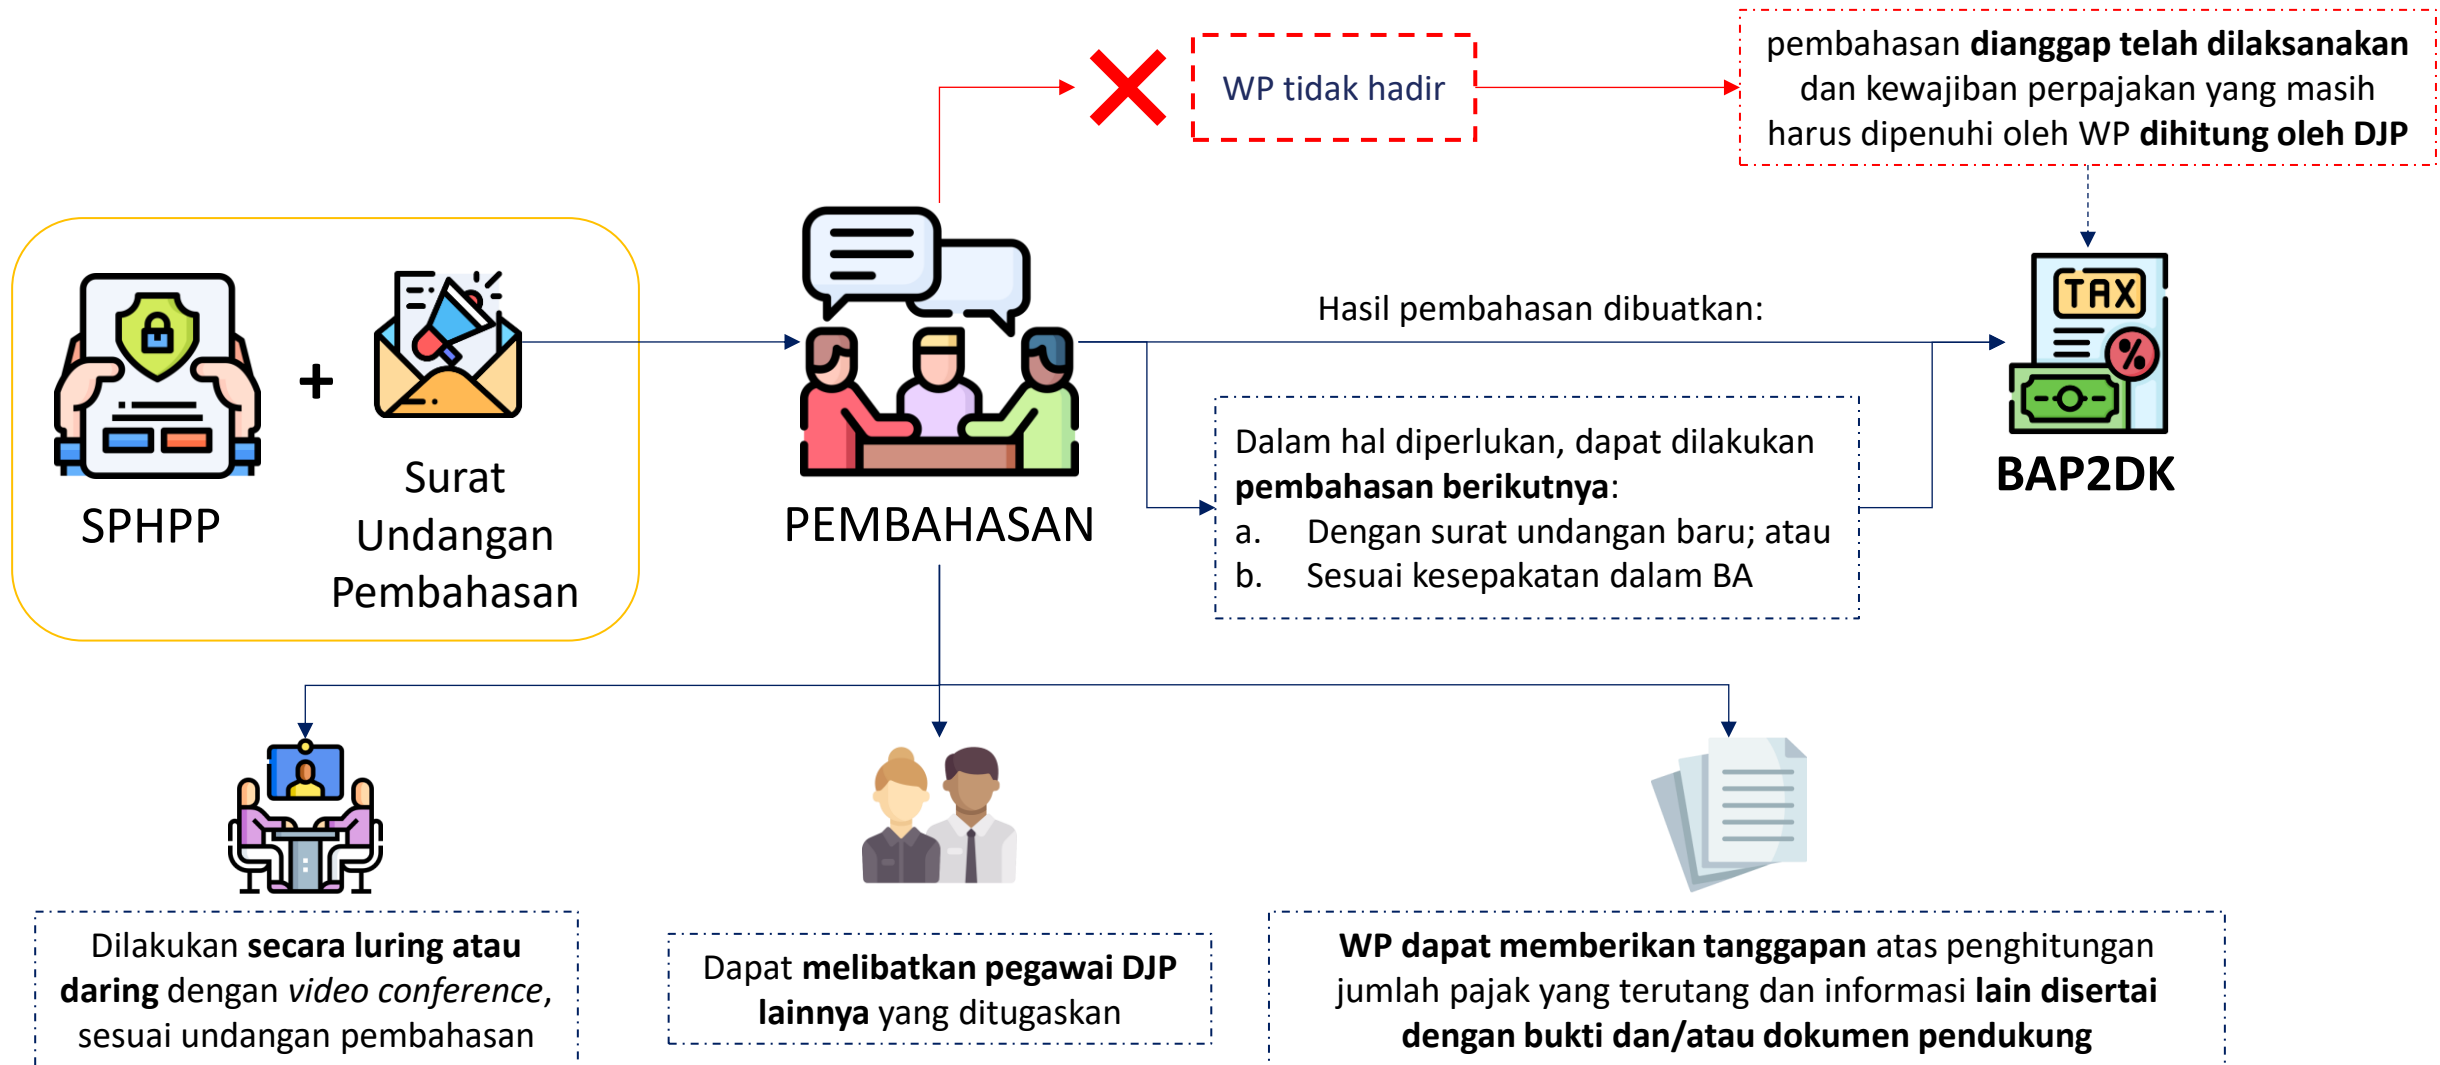 WP tidak hadir
pembahasan dianggap telah dilaksanakan
dan kewajiban perpajakan yang masih
harus dipenuhi oleh WP dihitung oleh DJP
+
SPHPP
Surat
Undangan
Pembahasan
PEMBAHASAN
Hasil pembahasan dibuatkan:
Dalam hal diperlukan, dapat dilakukan
pembahasan berikutnya:
a. Dengan surat undangan baru; atau
b. Sesuai kesepakatan dalam BA
TAX
%
BAP2DK
Dilakukan secara luring atau
daring dengan video conference,
sesuai undangan pembahasan
Dapat melibatkan pegawai DJP
lainnya yang ditugaskan
WP dapat memberikan tanggapan atas penghitungan
jumlah pajak yang terutang dan informasi lain disertai
dengan bukti dan/atau dokumen pendukung